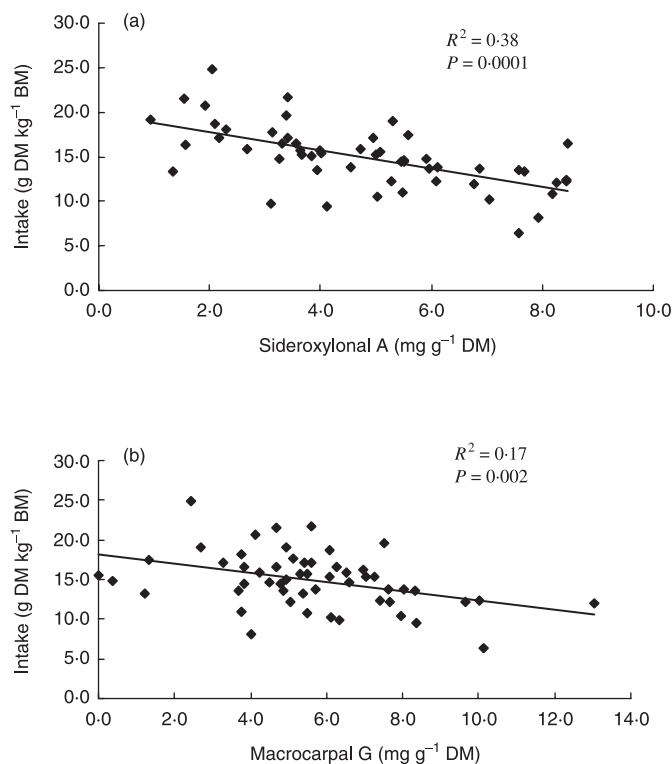 (a)
R² = 0·38
P = 0·0001
30·0
25·0
20·0
15·0
10·0
5·0
0·0
Intake (g DM kg⁻¹ BM)
0·0 2·0 4·0 6·0 8·0 10·0
Sideroxylonal A (mg g⁻¹ DM)
(b)
R² = 0·17
P = 0·002
30·0
25·0
20·0
15·0
10·0
5·0
0·0
Intake (g DM kg⁻¹ BM)
0·0 2·0 4·0 6·0 8·0 10·0 12·0 14·0
Macrocarpal G (mg g⁻¹ DM)